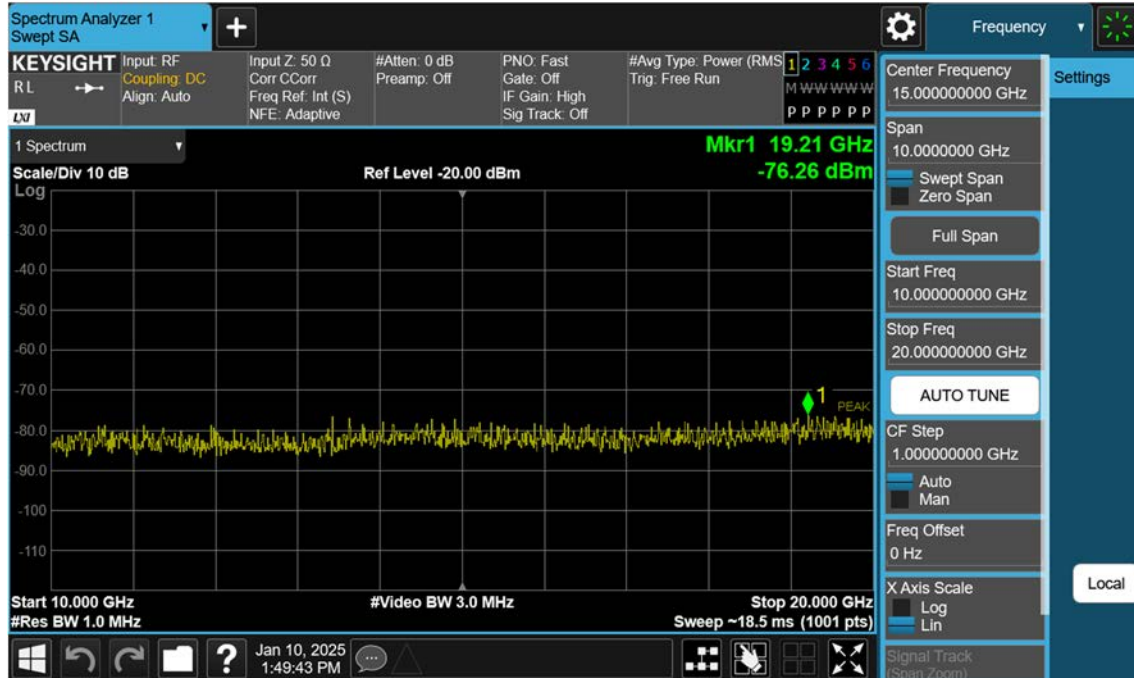 Spectrum Analyzer 1
Swept SA
Frequency
KEYSIGHT
RL
LXI
Input: RF
Coupling: DC
Align: Auto
Input Z: 50 Ω
Corr CCorr
Freq Ref: Int (S)
NFE: Adaptive
#Atten: 0 dB
Preamp: Off
PNO: Fast
Gate: Off
IF Gain: High
Sig Track: Off
#Avg Type: Power (RMS
Trig: Free Run
1 2 3 4 5 6
M W W W W W
P P P P P P
1 Spectrum
Mkr1 19.21 GHz
Scale/Div 10 dB
Ref Level -20.00 dBm
-76.26 dBm
Log
-30.0
-40.0
-50.0
-60.0
-70.0
-80.0
-90.0
-100
-110
1
PEAK
Start 10.000 GHz
#Video BW 3.0 MHz
Stop 20.000 GHz
#Res BW 1.0 MHz
Sweep ~18.5 ms (1001 pts)
?
Jan 10, 2025
1:49:43 PM
Center Frequency
15.000000000 GHz
Span
10.0000000 GHz
Swept Span
Zero Span
Full Span
Start Freq
10.000000000 GHz
Stop Freq
20.000000000 GHz
AUTO TUNE
CF Step
1.000000000 GHz
Auto
Man
Freq Offset
0 Hz
X Axis Scale
Log
Lin
Signal Track
(Span Zoom)
Settings
Local